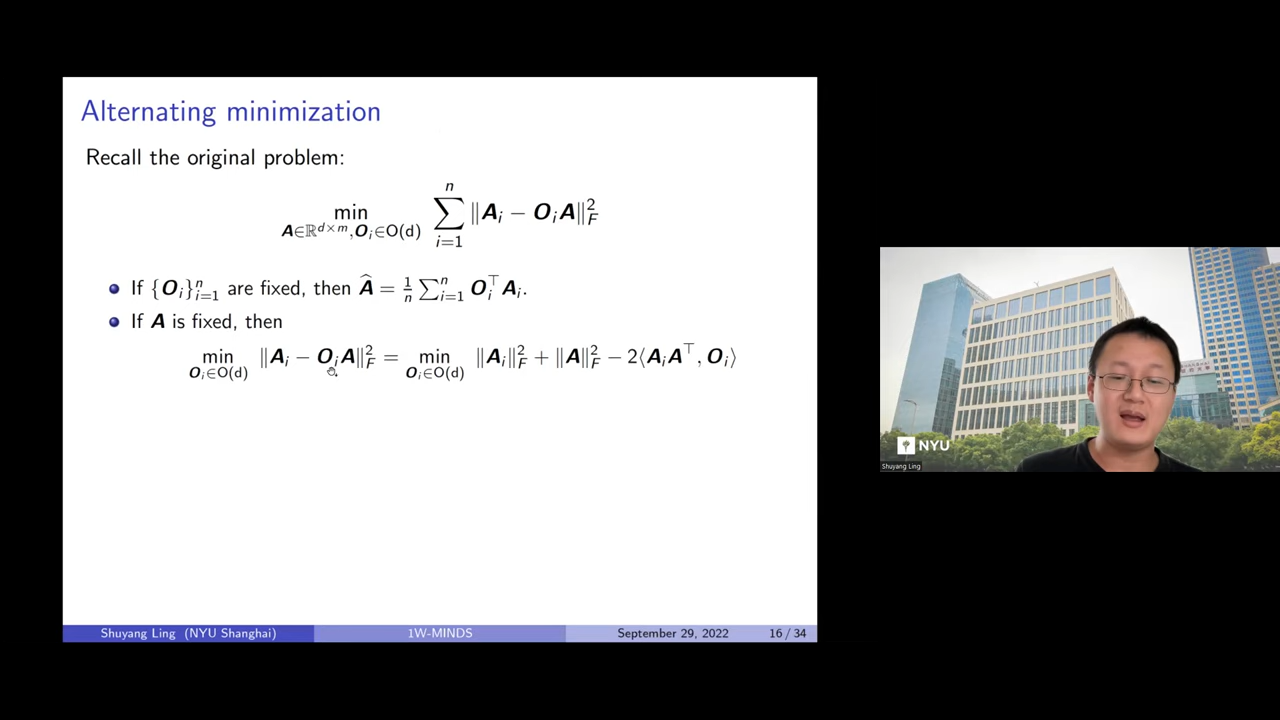 Alternating minimization
Recall the original problem:
min_{A∈ℝ^{d×m}, O_i∈O(d)} ∑_{i=1}^{n} ‖A_i − O_i A‖_F^2
If {O_i}_{i=1}^{n} are fixed, then Â = 1/n ∑_{i=1}^{n} O_i^⊤ A_i.
If A is fixed, then
min_{O_i∈O(d)} ‖A_i − O_i A‖_F^2 = min_{O_i∈O(d)} ‖A_i‖_F^2 + ‖A‖_F^2 − 2⟨A_i A^⊤, O_i⟩
Shuyang Ling (NYU Shanghai) 1W-MINDS September 29, 2022 16 / 34
NYU
Shuyang Ling